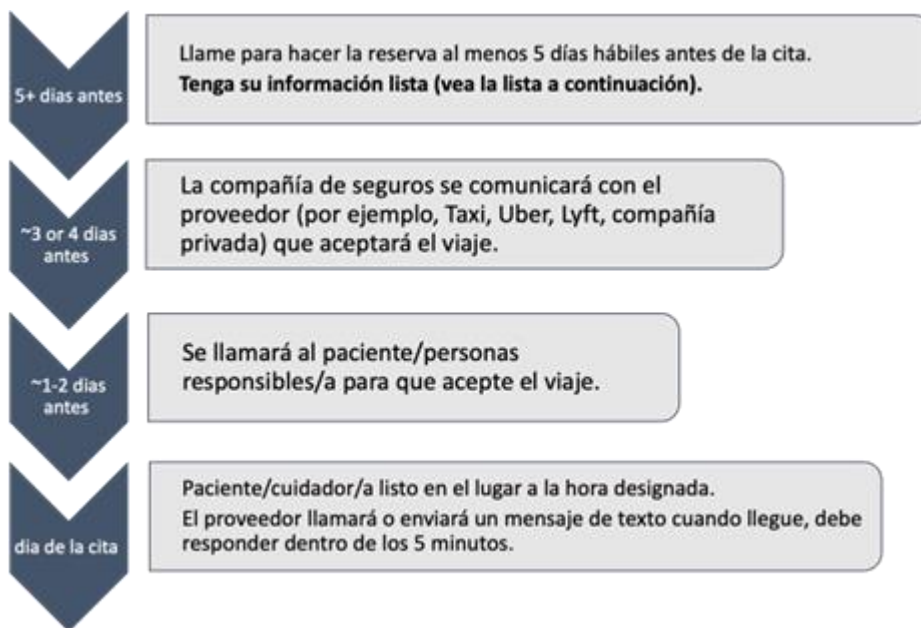 5+ dias antes
Llame para hacer la reserva al menos 5 días hábiles antes de la cita.
Tenga su información lista (vea la lista a continuación).
~3 or 4 dias
antes
La compañía de seguros se comunicará con el
proveedor (por ejemplo, Taxi, Uber, Lyft, compañía
privada) que aceptará el viaje.
~1-2 dias
antes
Se llamará al paciente/personas
responsibles/a para que acepte el viaje.
dia de la cita
Paciente/cuidador/a listo en el lugar a la hora designada.
El proveedor llamará o enviará un mensaje de texto cuando llegue, debe
responder dentro de los 5 minutos.